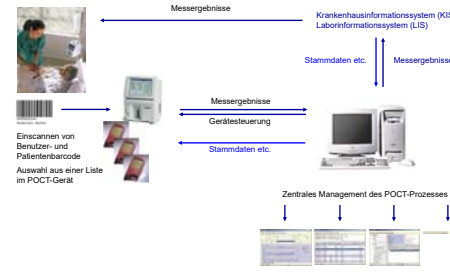 Messergebnisse
Krankenhausinformationssystem (KIS
Laborinformationssystem (LIS)
Stammdaten etc.
Messergebnisse
Messergebnisse
Gerätesteuerung
Stammdaten etc.
Einscannen von
Benutzer- und
Patientenbarcode
Auswahl aus einer Liste
im POCT-Gerät
Zentrales Management des POCT-Prozesses